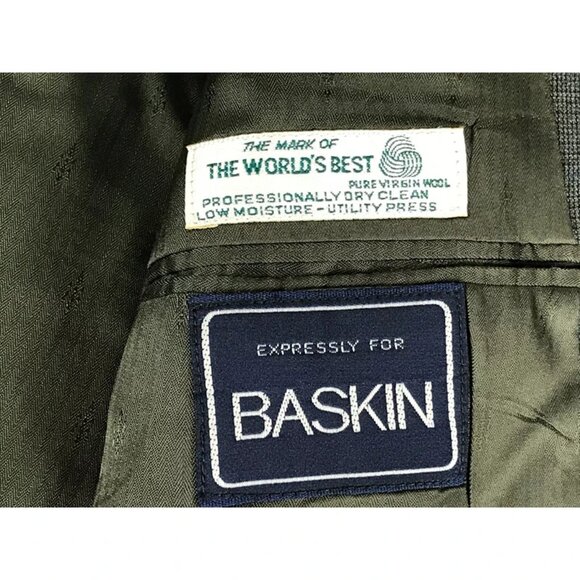 THE MARK OF
THE WORLD'S BEST
PURE VIRGIN WOOL
PROFESSIONALLY DRY CLEAN
LOW MOISTURE - UTILITY PRESS
EXPRESSLY FOR
BASKIN